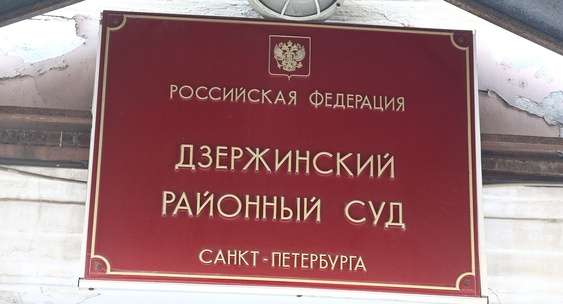 РОССИЙСКАЯ ФЕДЕРАЦИЯ
ДЗЕРЖИНСКИЙ
РАЙОННЫЙ СУД
САНКТ-ПЕТЕРБУРГА